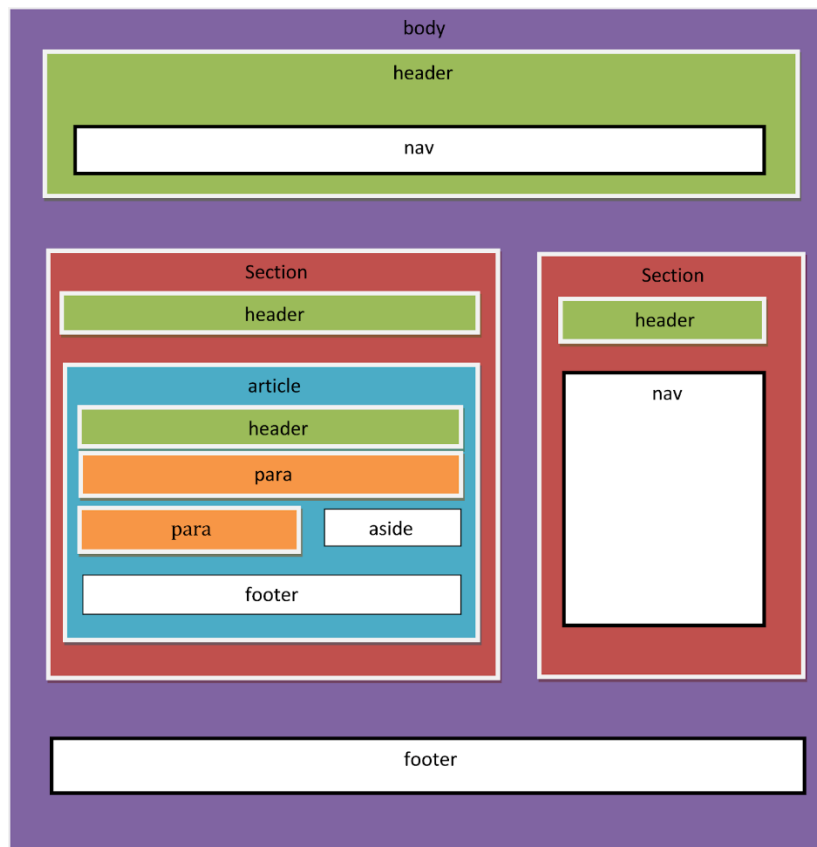 body
header
nav
Section
header
article
header
para
para
aside
footer
Section
header
nav
footer